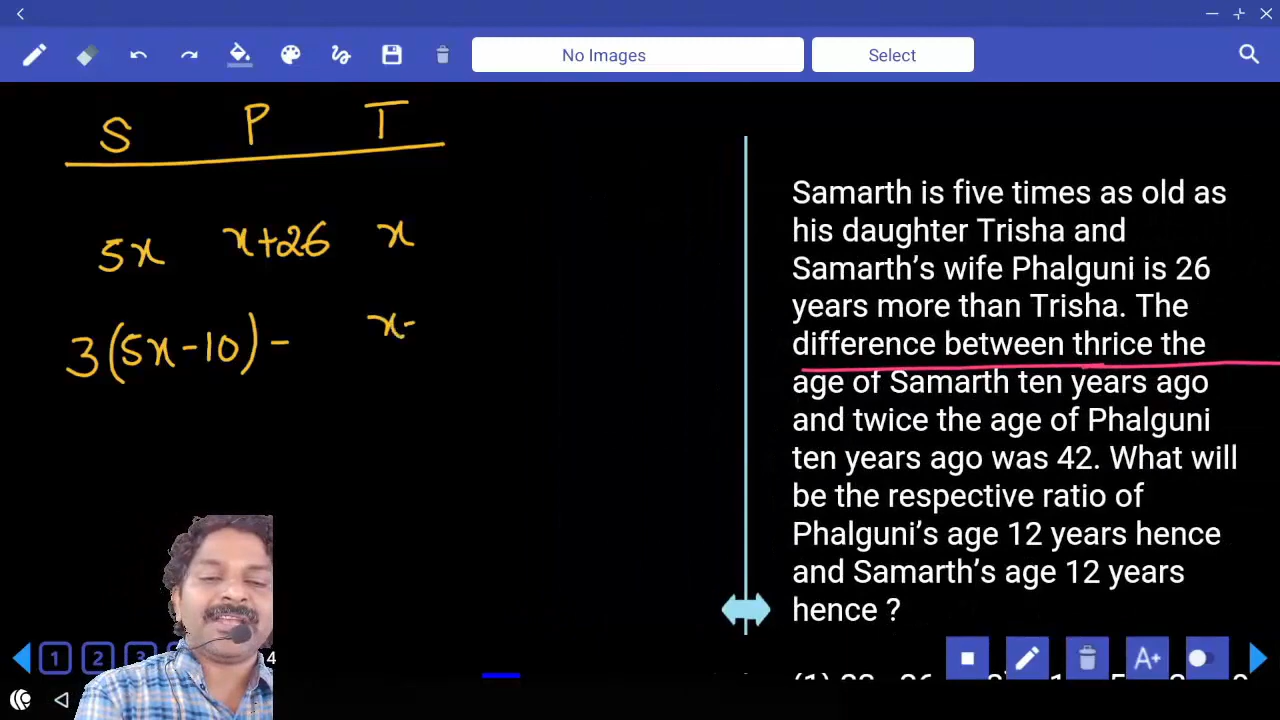 No Images
Select
S P T
5x x+26 x
3(5x-10) - x-
Samarth is five times as old as
his daughter Trisha and
Samarth’s wife Phalguni is 26
years more than Trisha. The
difference between thrice the
age of Samarth ten years ago
and twice the age of Phalguni
ten years ago was 42. What will
be the respective ratio of
Phalguni’s age 12 years hence
and Samarth’s age 12 years
hence ?
1 2 3 4
A+